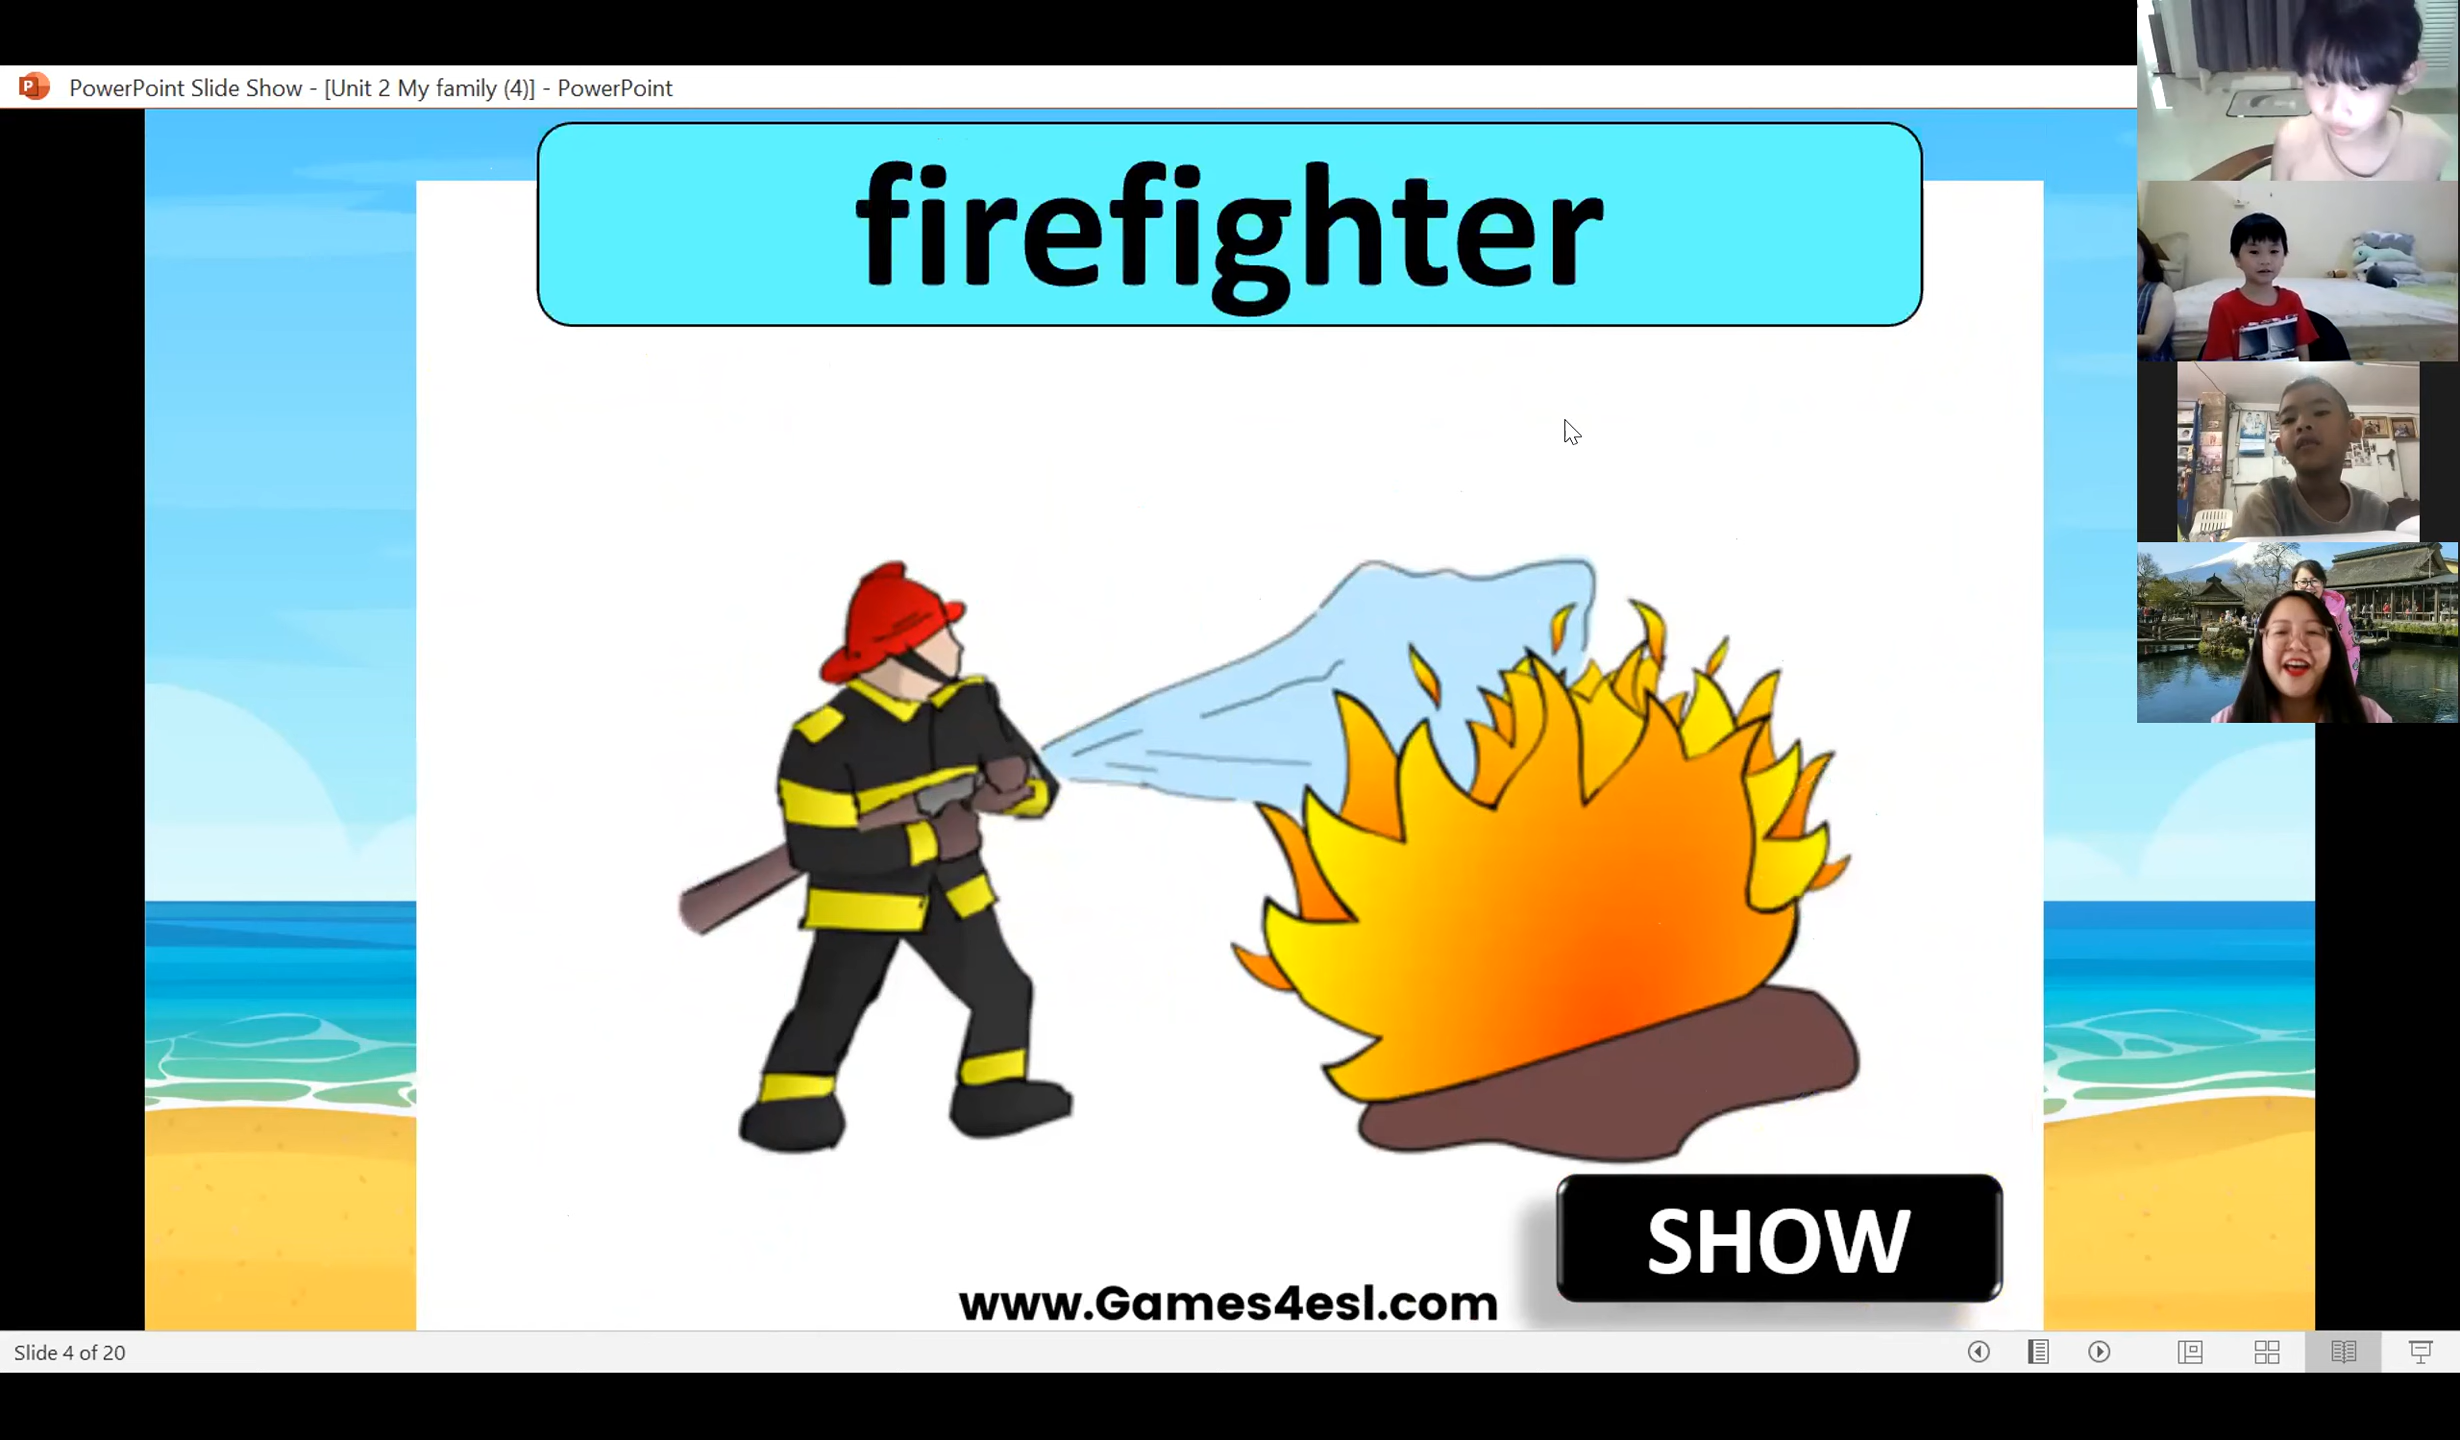 PowerPoint Slide Show - [Unit 2 My family (4)] - PowerPoint
firefighter
SHOW
www.Games4esl.com
Slide 4 of 20